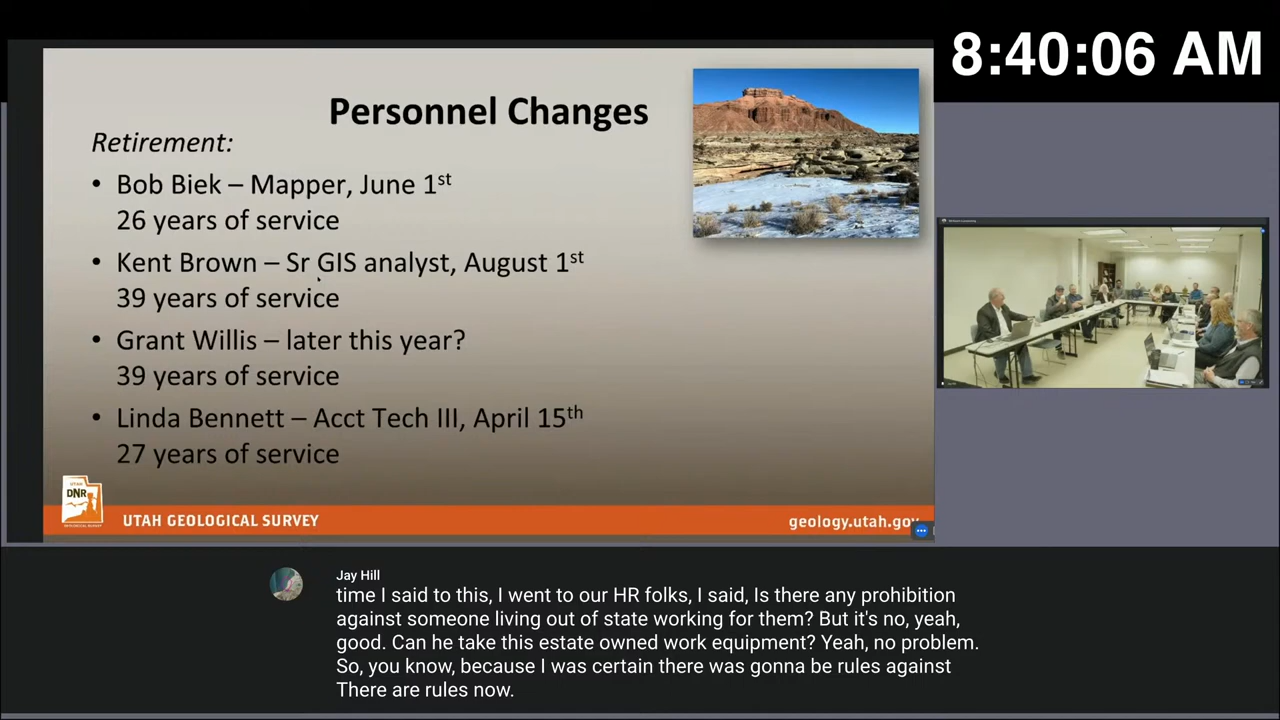 8:40:06 AM
Personnel Changes
Retirement:
• Bob Biek – Mapper, June 1st
26 years of service
• Kent Brown – Sr GIS analyst, August 1st
39 years of service
• Grant Willis – later this year?
39 years of service
• Linda Bennett – Acct Tech III, April 15th
27 years of service
UTAH
DNR
UTAH GEOLOGICAL SURVEY
geology.utah.gov
Jay Hill
time I said to this, I went to our HR folks, I said, Is there any prohibition
against someone living out of state working for them? But it's no, yeah,
good. Can he take this estate owned work equipment? Yeah, no problem.
So, you know, because I was certain there was gonna be rules against
There are rules now.